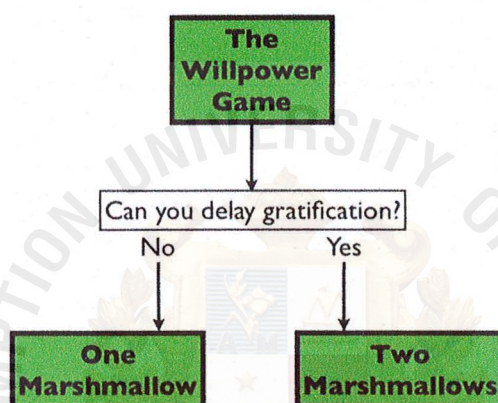 The
Willpower
Game
Can you delay gratification?
No Yes
One
Marshmallow
Two
Marshmallows